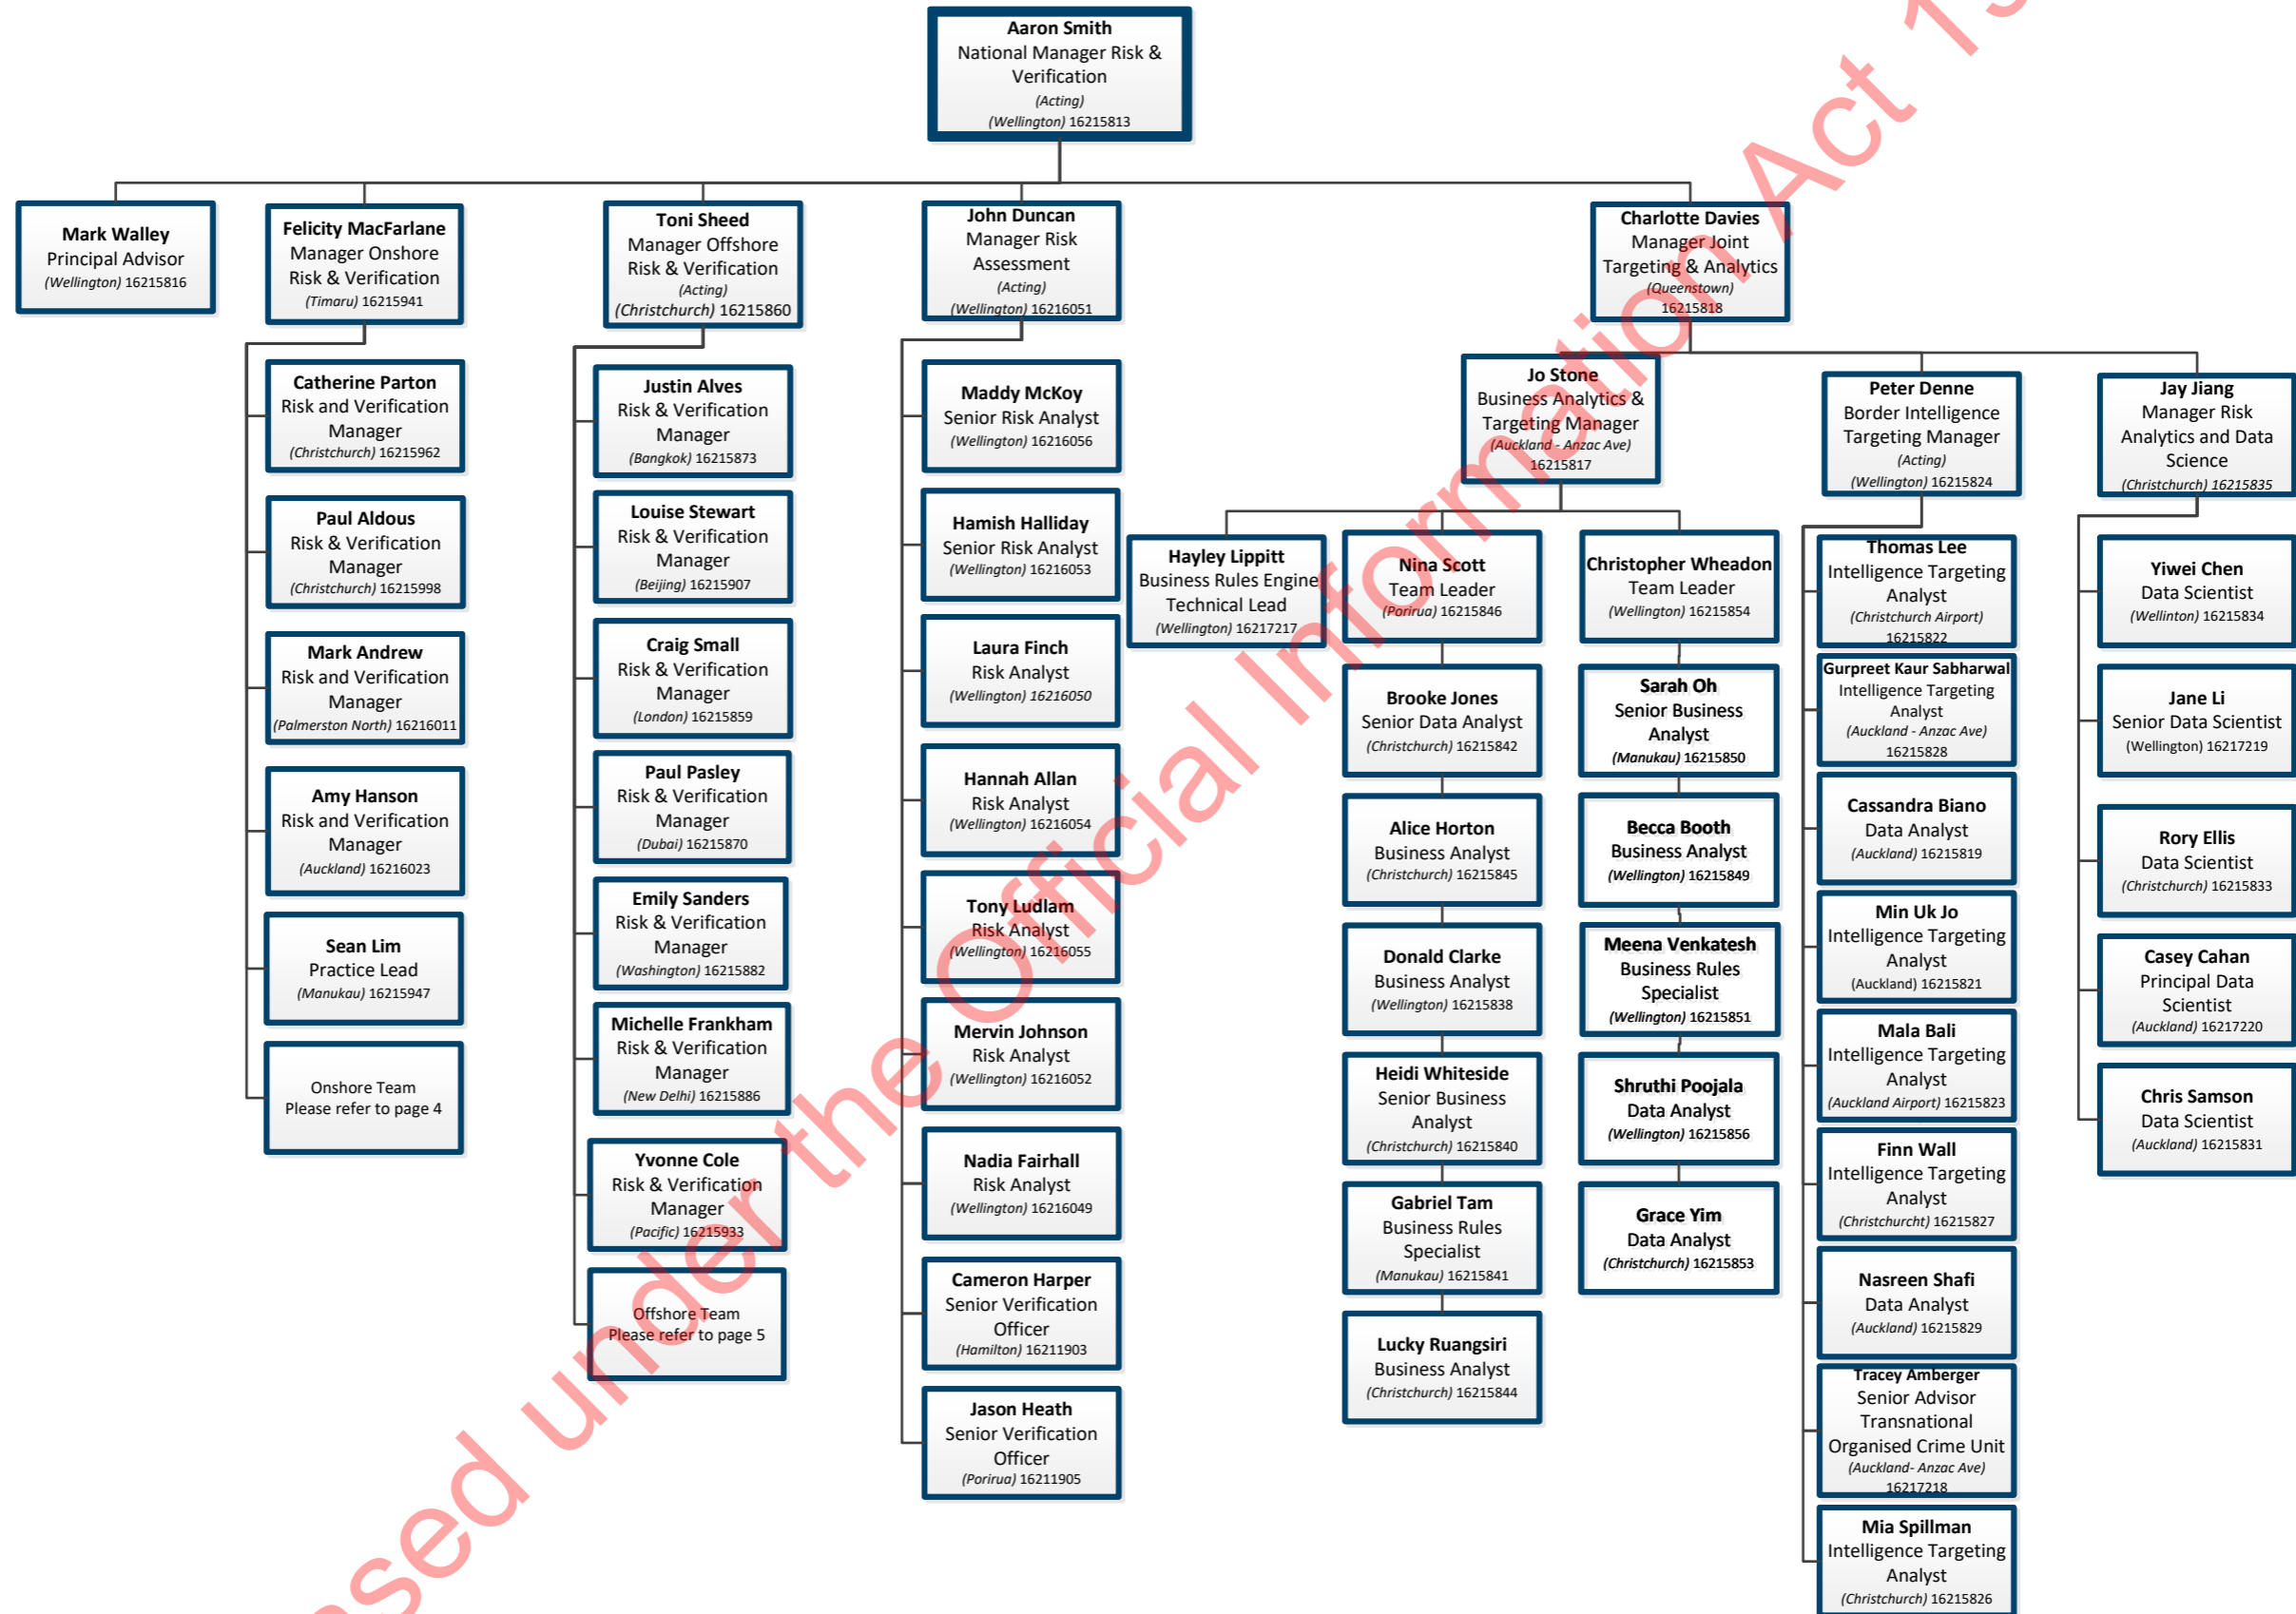 Aaron Smith
National Manager Risk &
Verification
(Acting)
(Wellington) 16215813
Mark Walley
Principal Advisor
(Wellington) 16215816
Felicity MacFarlane
Manager Onshore
Risk & Verification
(Timaru) 16215941
Toni Sheed
Manager Offshore
Risk & Verification
(Acting)
(Christchurch) 16215860
John Duncan
Manager Risk
Assessment
(Acting)
(Wellington) 16216051
Charlotte Davies
Manager Joint
Targeting & Analytics
(Queenstown)
16215818
Catherine Parton
Risk and Verification
Manager
(Christchurch) 16215962
Paul Aldous
Risk & Verification
Manager
(Christchurch) 16215998
Mark Andrew
Risk and Verification
Manager
(Palmerston North) 16216011
Amy Hanson
Risk and Verification
Manager
(Auckland) 16216023
Sean Lim
Practice Lead
(Manukau) 16215947
Onshore Team
Please refer to page 4
Justin Alves
Risk & Verification
Manager
(Bangkok) 16215873
Louise Stewart
Risk & Verification
Manager
(Beijing) 16215907
Craig Small
Risk & Verification
Manager
(London) 16215859
Paul Pasley
Risk & Verification
Manager
(Dubai) 16215870
Emily Sanders
Risk & Verification
Manager
(Washington) 16215882
Michelle Frankham
Risk & Verification
Manager
(New Delhi) 16215886
Yvonne Cole
Risk & Verification
Manager
(Pacific) 16215933
Offshore Team
Please refer to page 5
Maddy McKoy
Senior Risk Analyst
(Wellington) 16216056
Hamish Halliday
Senior Risk Analyst
(Wellington) 16216053
Laura Finch
Risk Analyst
(Wellington) 16216050
Hannah Allan
Risk Analyst
(Wellington) 16216054
Tony Ludlam
Risk Analyst
(Wellington) 16216055
Mervin Johnson
Risk Analyst
(Wellington) 16216052
Nadia Fairhall
Risk Analyst
(Wellington) 16216049
Cameron Harper
Senior Verification
Officer
(Hamilton) 16211903
Jason Heath
Senior Verification
Officer
(Porirua) 16211905
Jo Stone
Business Analytics &
Targeting Manager
(Auckland - Anzac Ave)
16215817
Peter Denne
Border Intelligence
Targeting Manager
(Acting)
(Wellington) 16215824
Jay Jiang
Manager Risk
Analytics and Data
Science
(Christchurch) 16215835
Hayley Lippitt
Business Rules Engine
Technical Lead
(Wellington) 16217217
Nina Scott
Team Leader
(Porirua) 16215846
Christopher Wheadon
Team Leader
(Wellington) 16215854
Brooke Jones
Senior Data Analyst
(Christchurch) 16215842
Alice Horton
Business Analyst
(Christchurch) 16215845
Donald Clarke
Business Analyst
(Wellington) 16215838
Heidi Whiteside
Senior Business
Analyst
(Christchurch) 16215840
Gabriel Tam
Business Rules
Specialist
(Manukau) 16215841
Lucky Ruangsiri
Business Analyst
(Christchurch) 16215844
Sarah Oh
Senior Business
Analyst
(Manukau) 16215850
Becca Booth
Business Analyst
(Wellington) 16215849
Meena Venkatesh
Business Rules
Specialist
(Wellington) 16215851
Shruthi Poojala
Data Analyst
(Wellington) 16215856
Grace Yim
Data Analyst
(Christchurch) 16215853
Thomas Lee
Intelligence Targeting
Analyst
(Christchurch Airport)
16215822
Gurpreet Kaur Sabharwal
Intelligence Targeting
Analyst
(Auckland - Anzac Ave)
16215828
Cassandra Biano
Data Analyst
(Auckland) 16215819
Min Uk Jo
Intelligence Targeting
Analyst
(Auckland) 16215821
Mala Bali
Intelligence Targeting
Analyst
(Auckland Airport) 16215823
Finn Wall
Intelligence Targeting
Analyst
(Christchurcht) 16215827
Nasreen Shafi
Data Analyst
(Auckland) 16215829
Tracey Amberger
Senior Advisor
Transnational
Organised Crime Unit
(Auckland- Anzac Ave)
16217218
Mia Spillman
Intelligence Targeting
Analyst
(Christchurch) 16215826
Yiwei Chen
Data Scientist
(Wellinton) 16215834
Jane Li
Senior Data Scientist
(Wellington) 16217219
Rory Ellis
Data Scientist
(Christchurch) 16215833
Casey Cahan
Principal Data
Scientist
(Auckland) 16217220
Chris Samson
Data Scientist
(Auckland) 16215831
under the Official Information Act